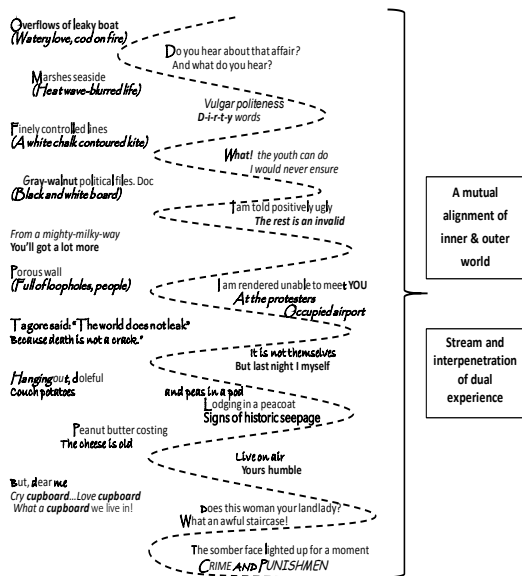 Overflows of leaky boat
(Watery love, cod on fire)
Do you hear about that affair?
And what do you hear?
Marshes seaside
(Heat wave-blurred life)
Vulgar politeness
D-i-r-t-y words
Finely controlled lines
(A white chalk contoured kite)
What! the youth can do
I would never ensure
Gray-walnut political files. Doc
(Black and white board)
I am told positively ugly
The rest is an invalid
From a mighty-milky-way
You'll got a lot more
Porous wall
(Full of loopholes, people)
I am rendered unable to meet YOU
At the protesters
Occupied airport
Tagore said: "The world does not leak"
Because death is not a crack."
It is not themselves
But last night I myself
Hanging out, doleful
Couch potatoes and peas in a pod
Lodging in a peacoat
Signs of historic seepage
Peanut butter costing
The cheese is old
Live on air
Yours humble
But, dear me
Cry cupboard...Love cupboard
What a cupboard we live in!
Does this woman your landlady?
What an awful staircase!
The somber face lighted up for a moment
CRIME AND PUNISHMEN
A mutual
alignment of
inner & outer
world
Stream and
interpenetration
of dual
experience